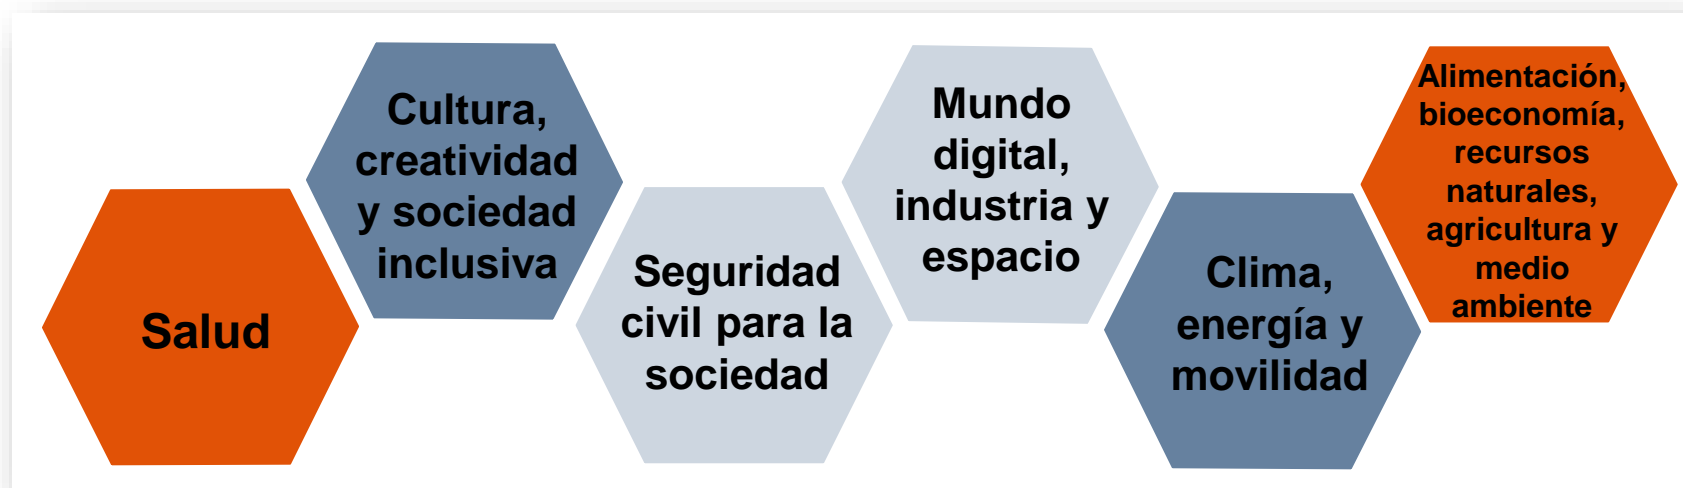 Salud
Cultura,
creatividad
y sociedad
inclusiva
Seguridad
civil para la
sociedad
Mundo
digital,
industria y
espacio
Clima,
energía y
movilidad
Alimentación,
bioeconomía,
recursos
naturales,
agricultura y
medio
ambiente